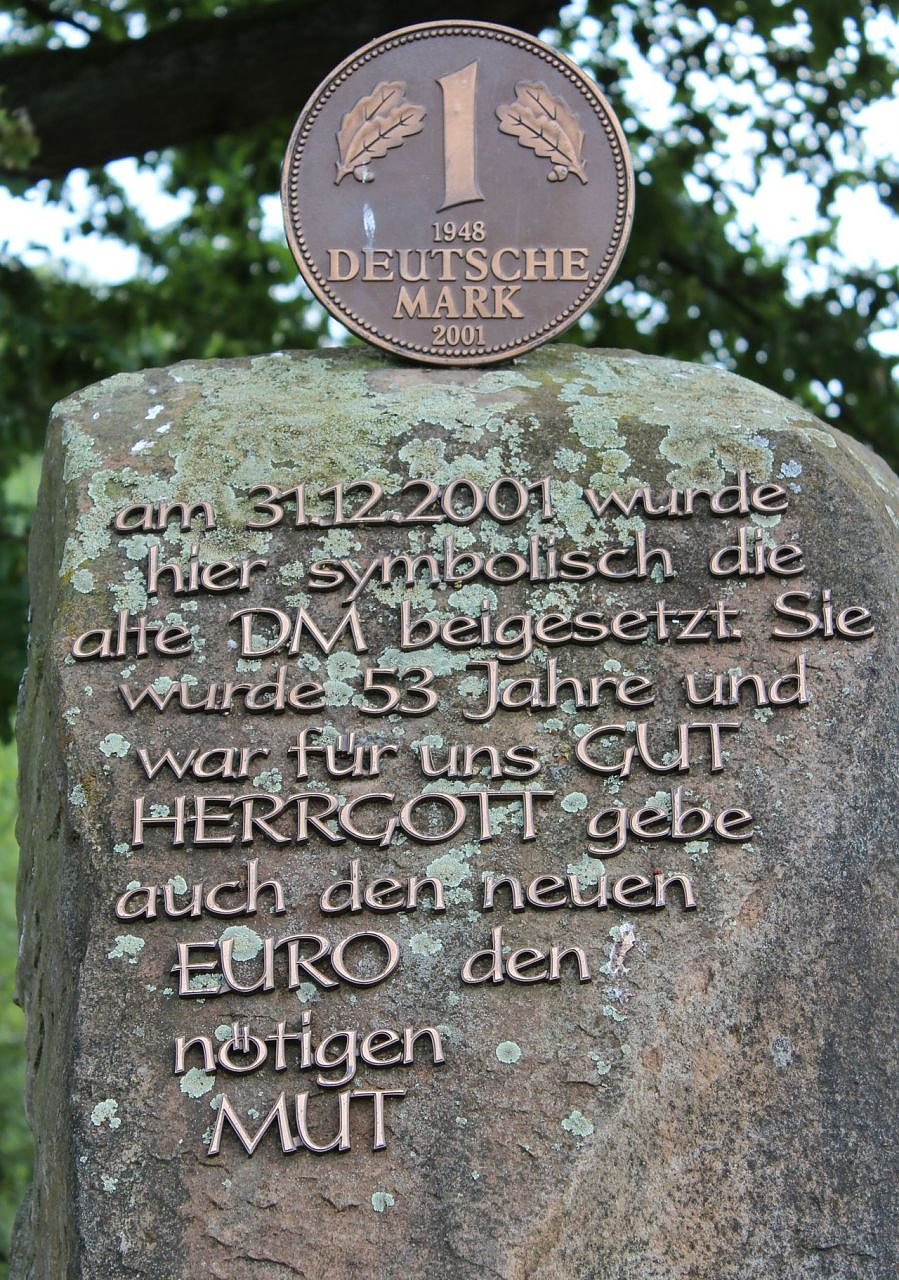 1
1948
DEUTSCHE
MARK
2001
am 31.12.2001 wurde
hier symbolisch die
alte DM beigesetzt. Sie
wurde 53 Jahre und
war für uns GUT
HERRGOTT gebe
auch den neuen
EURO den
nötigen
MUT